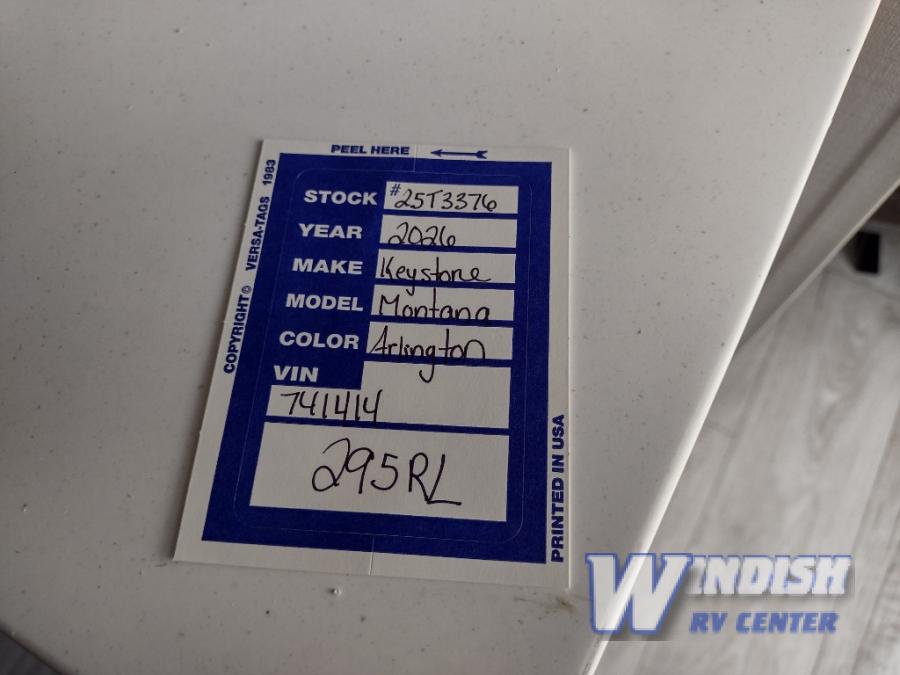 PEEL HERE
COPYRIGHT© VERSA-TAGS 1983
STOCK #25T3376
YEAR 2026
MAKE Keystone
MODEL Montana
COLOR Arlington
VIN
741414
295RL
PRINTED IN USA
WINDISH
RV CENTER